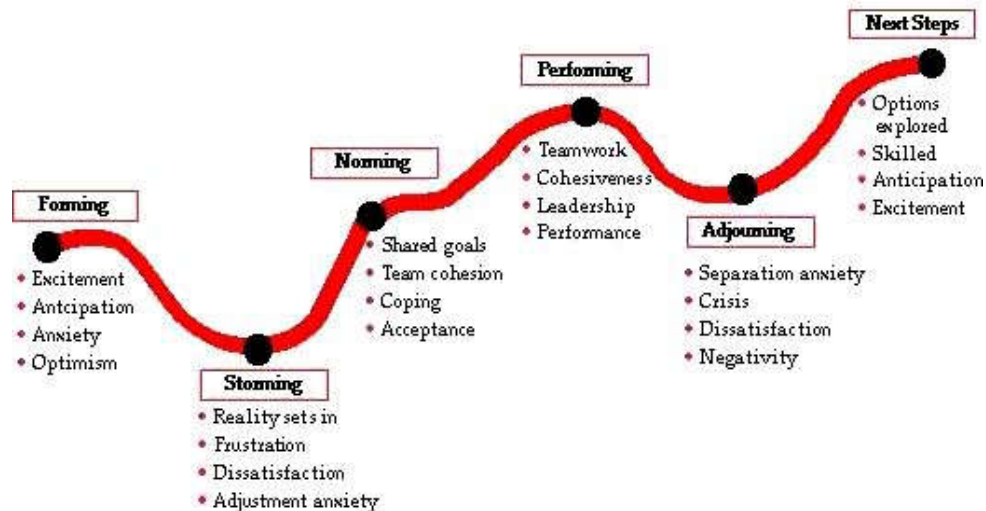 Forming
Excitement
Antcipation
Anxiety
Optimism
Storming
Reality sets in
Frustration
Dissatisfaction
Adjustment anxiety
Norming
Shared goals
Team cohesion
Coping
Acceptance
Performing
Teamwork
Cohesiveness
Leadership
Performance
Adjourning
Separation anxiety
Crisis
Dissatisfaction
Negativity
Next Steps
Options
explored
Skilled
Anticipation
Excitement